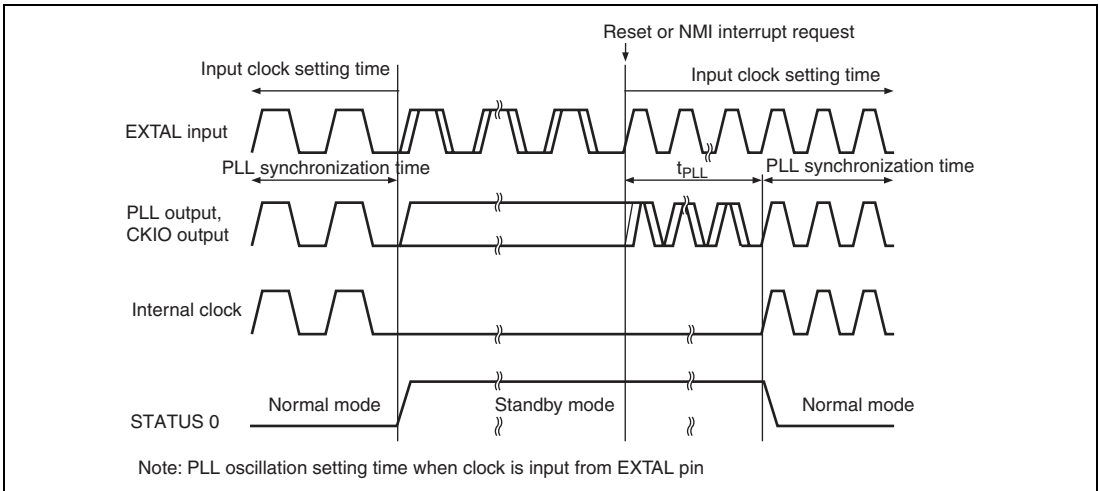 Reset or NMI interrupt request
Input clock setting time
Input clock setting time
EXTAL input
PLL synchronization time
tPLL
PLL synchronization time
PLL output,
CKIO output
Internal clock
Normal mode
Standby mode
Normal mode
STATUS 0
Note: PLL oscillation setting time when clock is input from EXTAL pin